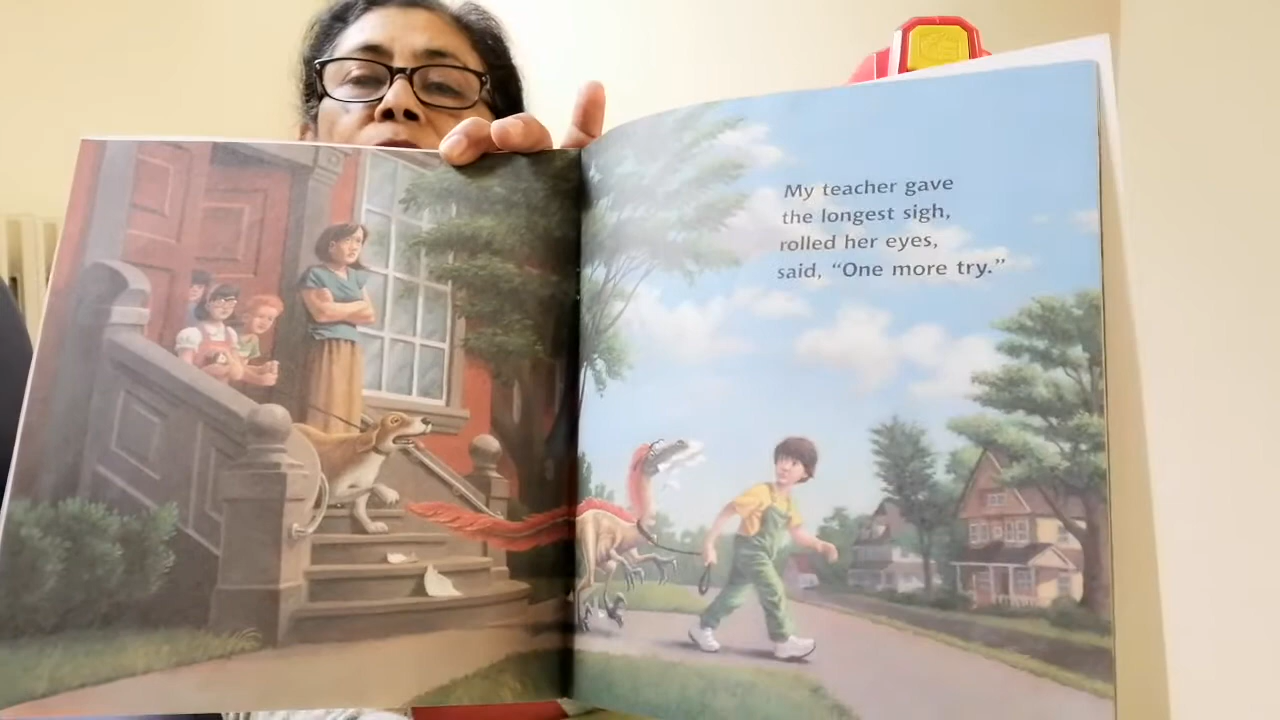 My teacher gave
the longest sigh,
rolled her eyes,
said, “One more try.”